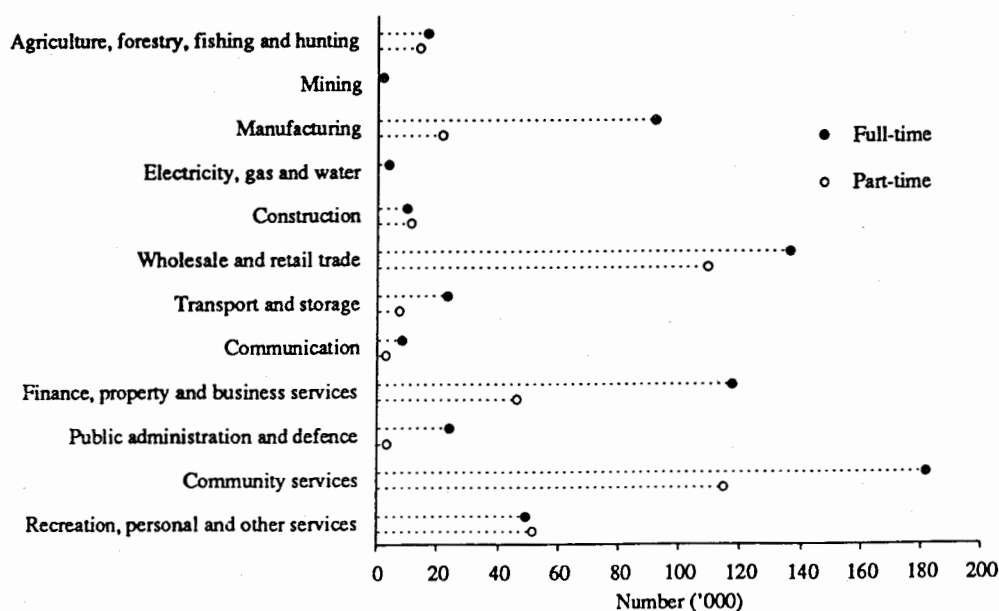 Agriculture, forestry, fishing and hunting
Mining
Manufacturing
Full-time
Electricity, gas and water
Part-time
Construction
Wholesale and retail trade
Transport and storage
Communication
Finance, property and business services
Public administration and defence
Community services
Recreation, personal and other services
0 20 40 60 80 100 120 140 160 180 200
Number ('000)